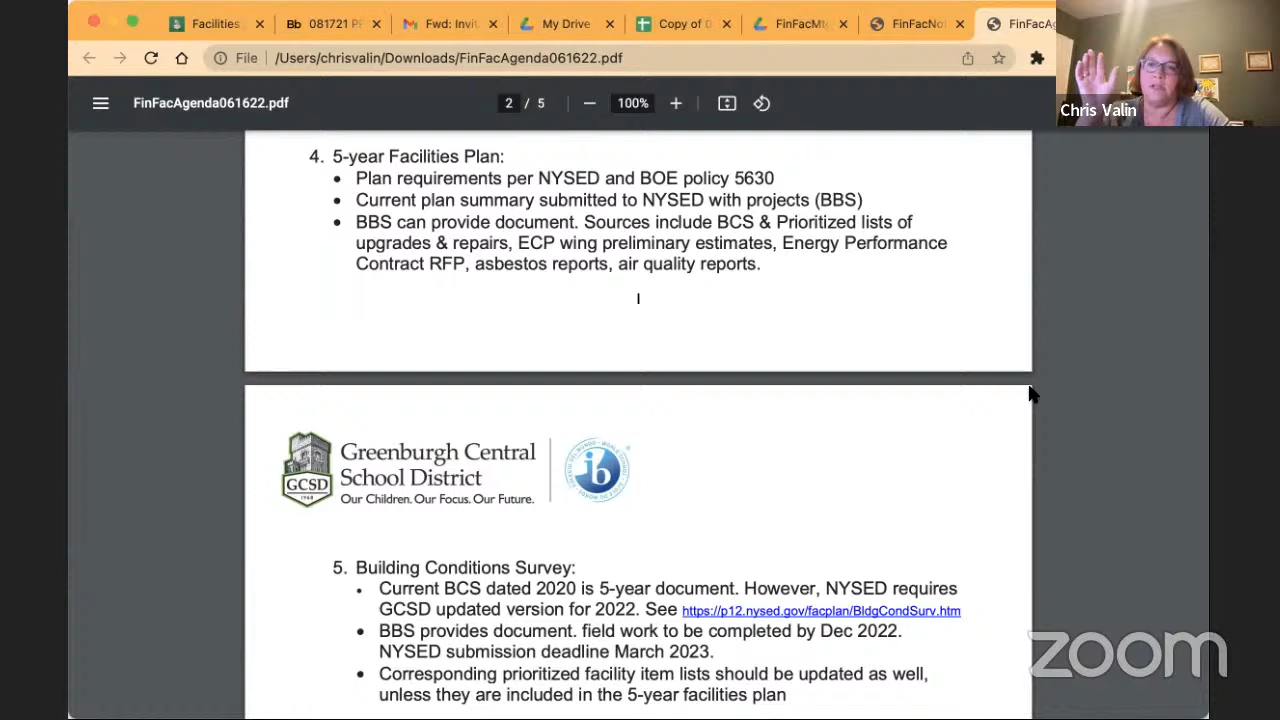 Facilities
081721 P
Fwd: Invit
My Drive
Copy of 0
FinFacMt
FinFacNo
FinFacAg
File
/Users/chrisvalin/Downloads/FinFacAgenda061622.pdf
FinFacAgenda061622.pdf
2 / 5
100%
Chris Valin
4. 5-year Facilities Plan:
• Plan requirements per NYSED and BOE policy 5630
• Current plan summary submitted to NYSED with projects (BBS)
• BBS can provide document. Sources include BCS & Prioritized lists of
upgrades & repairs, ECP wing preliminary estimates, Energy Performance
Contract RFP, asbestos reports, air quality reports.
GCSD
1968
Greenburgh Central
School District
Our Children. Our Focus. Our Future.
ib
5. Building Conditions Survey:
• Current BCS dated 2020 is 5-year document. However, NYSED requires
GCSD updated version for 2022. See https://p12.nysed.gov/facplan/BldgCondSurv.htm
• BBS provides document. field work to be completed by Dec 2022.
NYSED submission deadline March 2023.
• Corresponding prioritized facility item lists should be updated as well,
unless they are included in the 5-year facilities plan
zoom